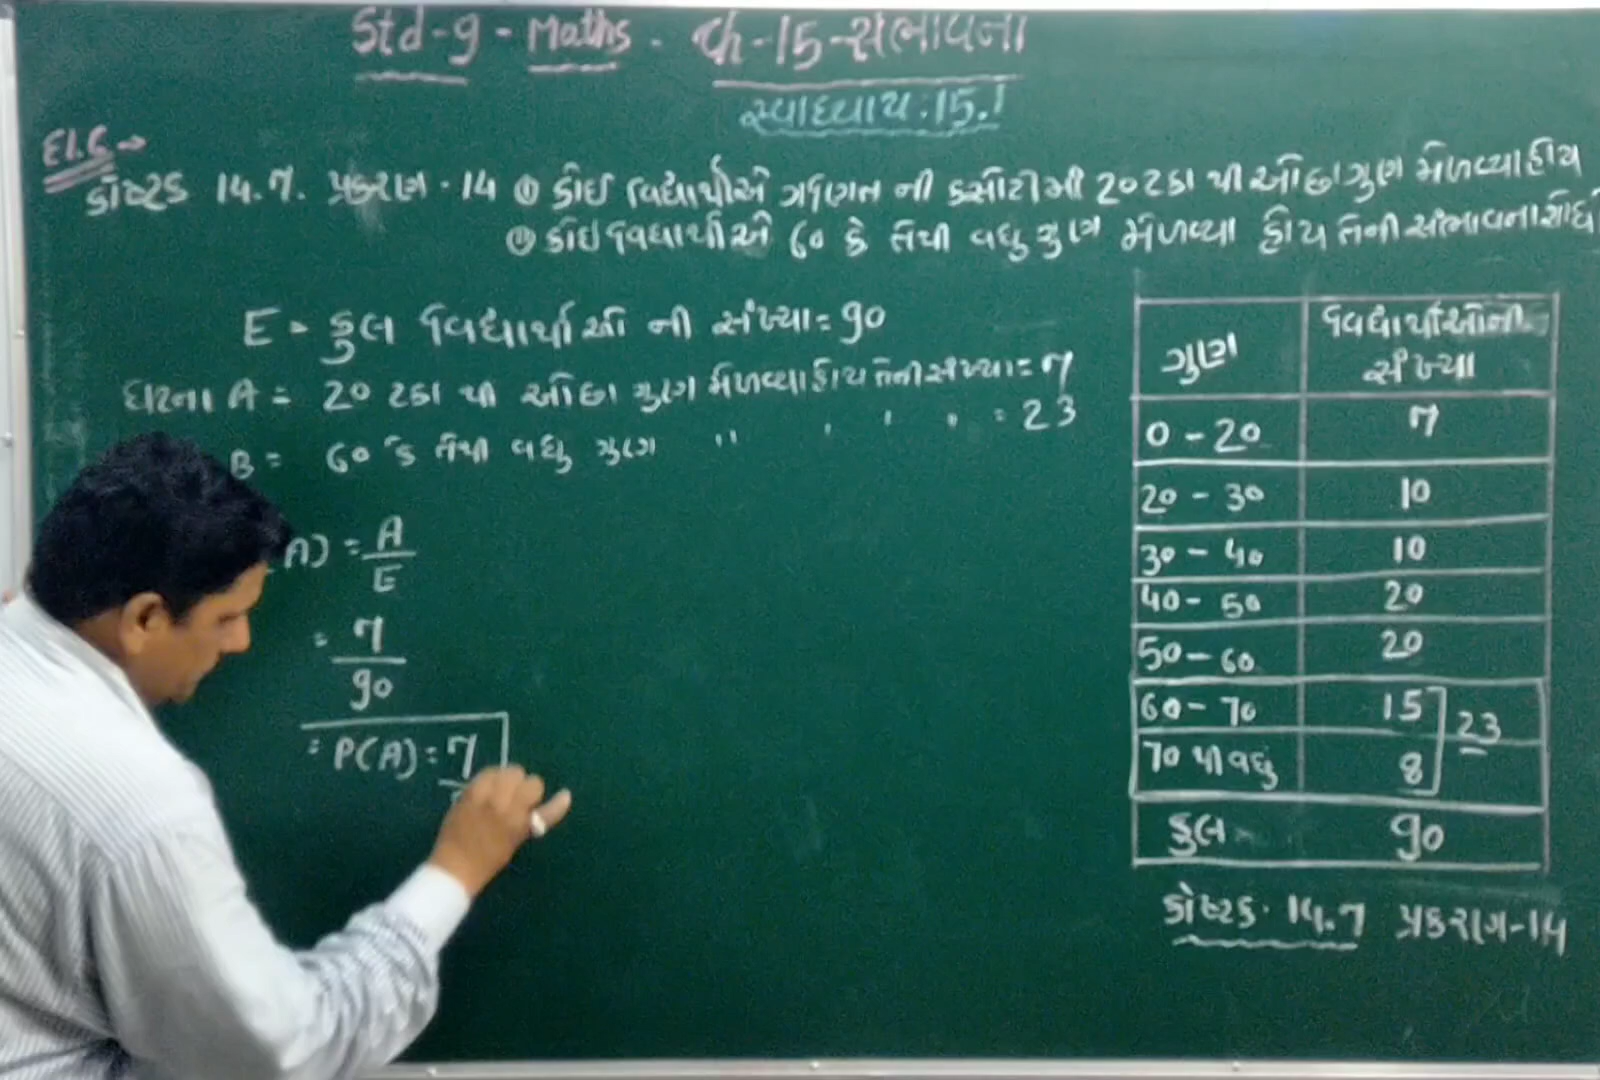 Std-9 - Maths - Ch-15-સંભાવના
સ્વાધ્યાય:15.1
દા.6→
કોષ્ટક 14.7. પ્રકરણ - 14 ① કોઈ વિદ્યાર્થીએ ગણિત ની કસોટીમાં 20 ટકા થી ઓછા ગુણ મેળવ્યા હોય
② કોઈ વિદ્યાર્થીએ 60 કે તેથી વધુ ગુણ મેળવ્યા હોય તેની સંભાવના શોધો
E = કુલ વિદ્યાર્થીઓ ની સંખ્યા = 90
ઘટના A = 20 ટકા થી ઓછા ગુણ મેળવ્યા હોય તેની સંખ્યા = 7
B = 60 કે તેથી વધુ ગુણ " " " " = 23
A) = A/E
= 7/90
= P(A) = 7
ગુણ વિદ્યાર્થીઓની સંખ્યા
0 - 20 7
20 - 30 10
30 - 40 10
40 - 50 20
50 - 60 20
60 - 70 15
70 થી વધુ 8
23
કુલ 90
કોષ્ટક. 14.7 પ્રકરણ-14